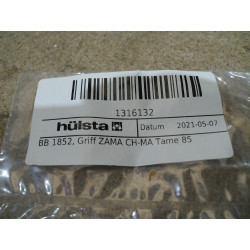 1316132
hülsta
Datum 2021-05-07
BB 1852, Griff ZAMA CH-MA Tame 85